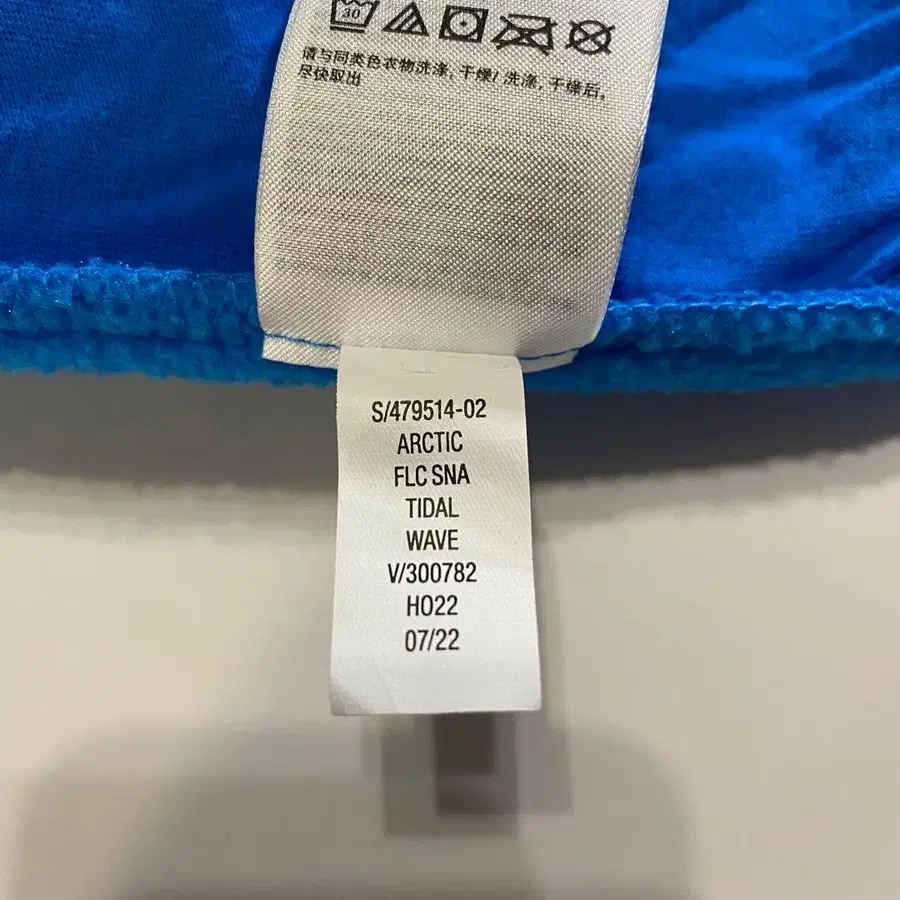 30
请与同类色衣物洗涤,干燥/洗涤,干燥后,
尽快取出
S/479514-02
ARCTIC
FLC SNA
TIDAL
WAVE
V/300782
HO22
07/22